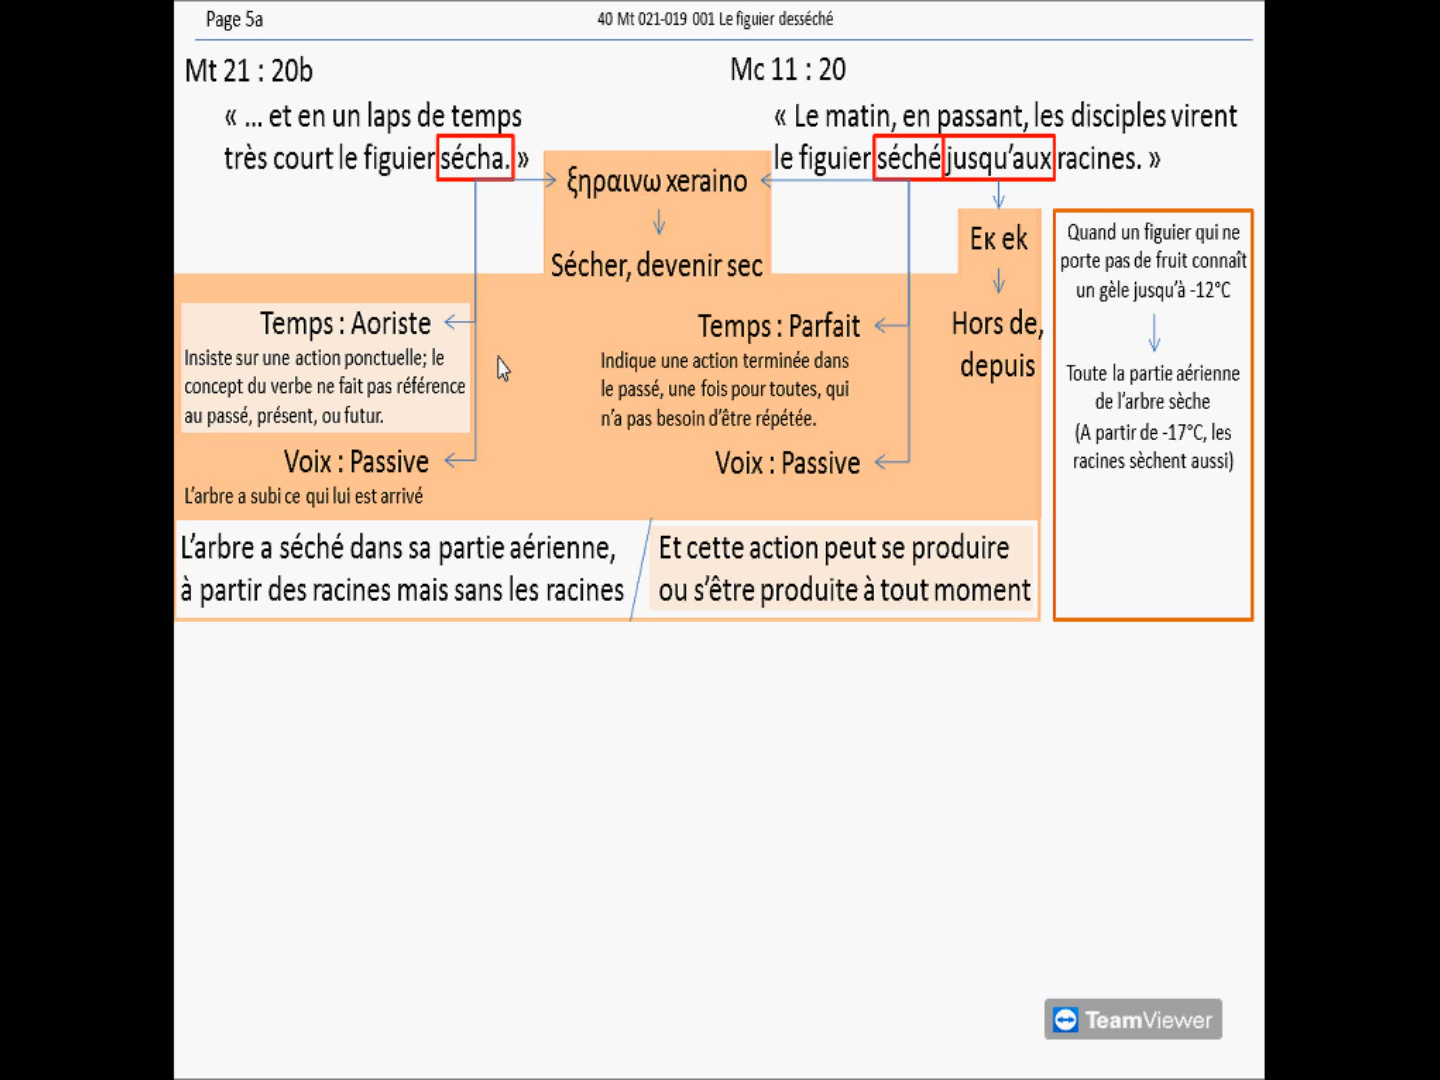 Page 5a
40 Mt 021-019 001 Le figuier desséché
Mt 21 : 20b
« ... et en un laps de temps
très court le figuier sécha. »
Mc 11 : 20
« Le matin, en passant, les disciples virent
le figuier séché jusqu'aux racines. »
ξηραινω xeraino
Sécher, devenir sec
Εκ ek
Hors de,
depuis
Temps : Aoriste
Insiste sur une action ponctuelle; le
concept du verbe ne fait pas référence
au passé, présent, ou futur.
Voix : Passive
L'arbre a subi ce qui lui est arrivé
Temps : Parfait
Indique une action terminée dans
le passé, une fois pour toutes, qui
n'a pas besoin d'être répétée.
Voix : Passive
Quand un figuier qui ne
porte pas de fruit connaît
un gèle jusqu'à -12°C
Toute la partie aérienne
de l'arbre sèche
(A partir de -17°C, les
racines sèchent aussi)
L'arbre a séché dans sa partie aérienne,
à partir des racines mais sans les racines
Et cette action peut se produire
ou s'être produite à tout moment
TeamViewer